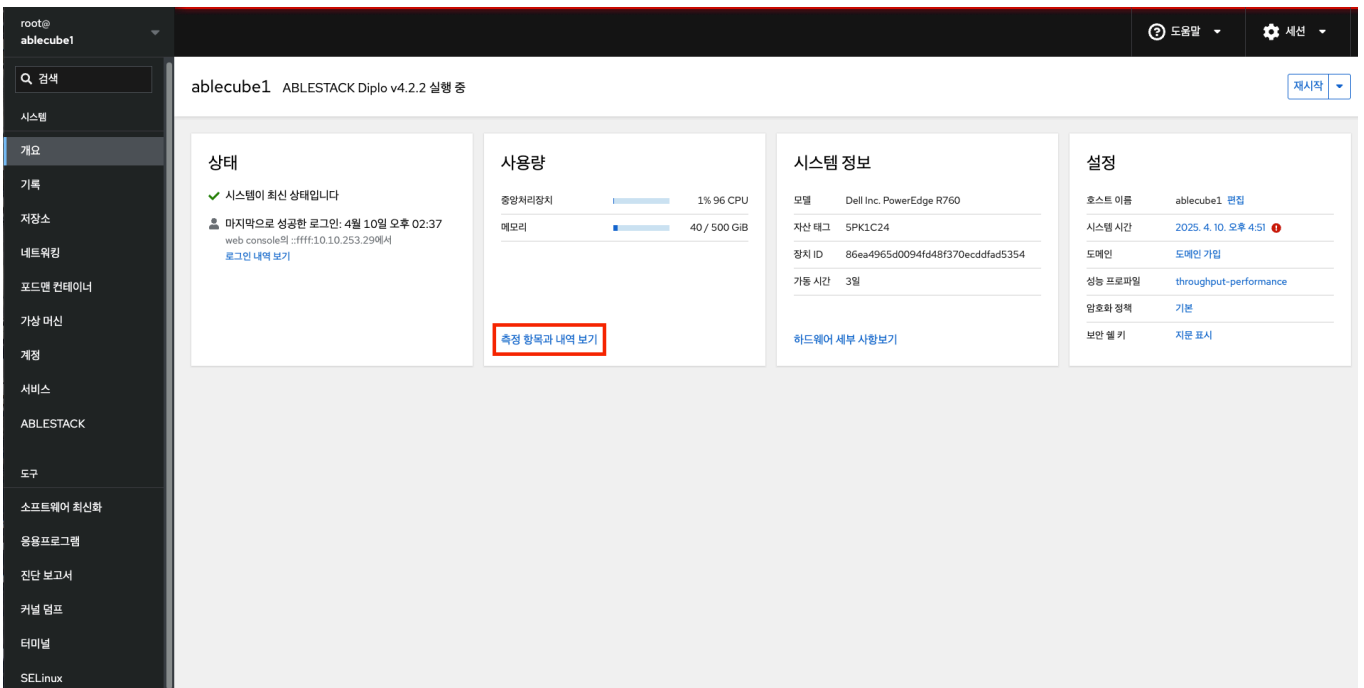 root@
ablecube1
도움말
세션
검색
시스템
개요
기록
저장소
네트워킹
포드맨 컨테이너
가상 머신
계정
서비스
ABLESTACK
도구
소프트웨어 최신화
응용프로그램
진단 보고서
커널 덤프
터미널
SELinux
ablecube1 ABLESTACK Diplo v4.2.2 실행 중
재시작
상태
시스템이 최신 상태입니다
마지막으로 성공한 로그인: 4월 10일 오후 02:37
web console의 ::ffff:10.10.253.29에서
로그인 내역 보기
사용량
중앙처리장치 1% 96 CPU
메모리 40 / 500 GiB
측정 항목과 내역 보기
시스템 정보
모델 Dell Inc. PowerEdge R760
자산 태그 5PK1C24
장치 ID 86ea4965d0094fd48f370ecddfad5354
가동 시간 3일
하드웨어 세부 사항보기
설정
호스트 이름 ablecube1 편집
시스템 시간 2025. 4. 10. 오후 4:51
도메인 도메인 가입
성능 프로파일 throughput-performance
암호화 정책 기본
보안 쉘 키 지문 표시